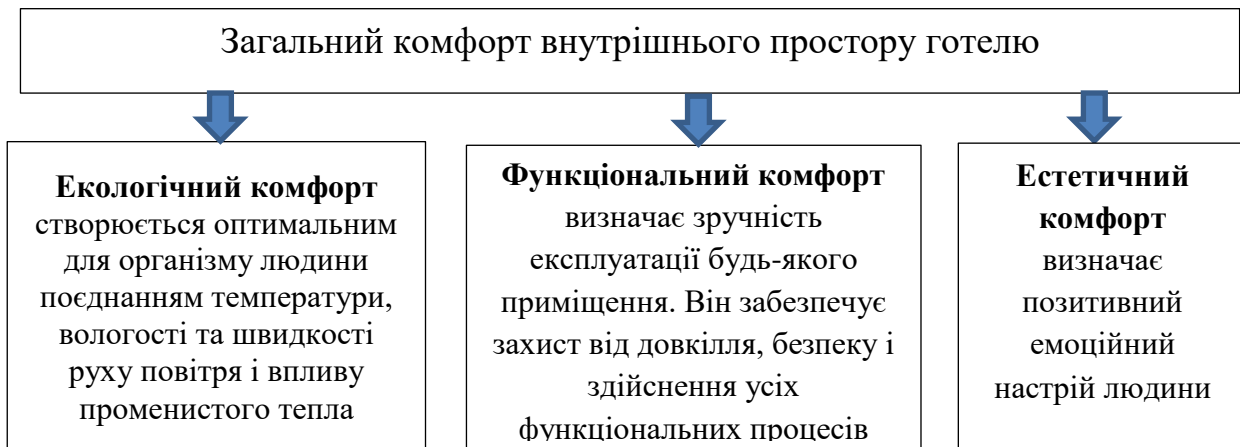 Загальний комфорт внутрішнього простору готелю
Екологічний комфорт
створюється оптимальним
для організму людини
поєднанням температури,
вологості та швидкості
руху повітря і впливу
променистого тепла
Функціональний комфорт
визначає зручність
експлуатації будь-якого
приміщення. Він забезпечує
захист від довкілля, безпеку і
здійснення усіх
функціональних процесів
Естетичний
комфорт
визначає
позитивний
емоційний
настрій людини